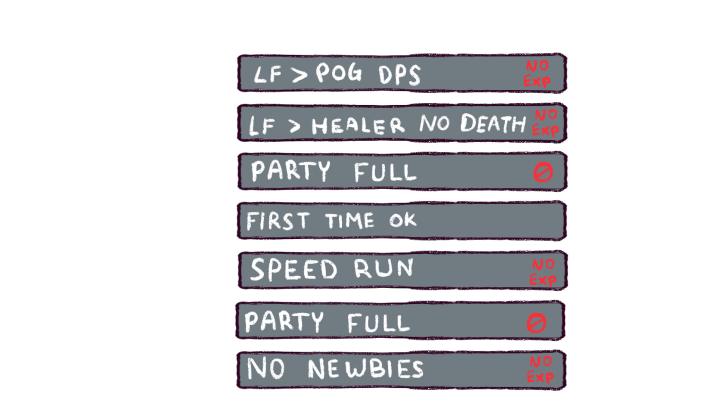 LF > POG DPS NO EXP
LF > HEALER NO DEATH NO EXP
PARTY FULL
FIRST TIME OK
SPEED RUN NO EXP
PARTY FULL
NO NEWBIES NO EXP